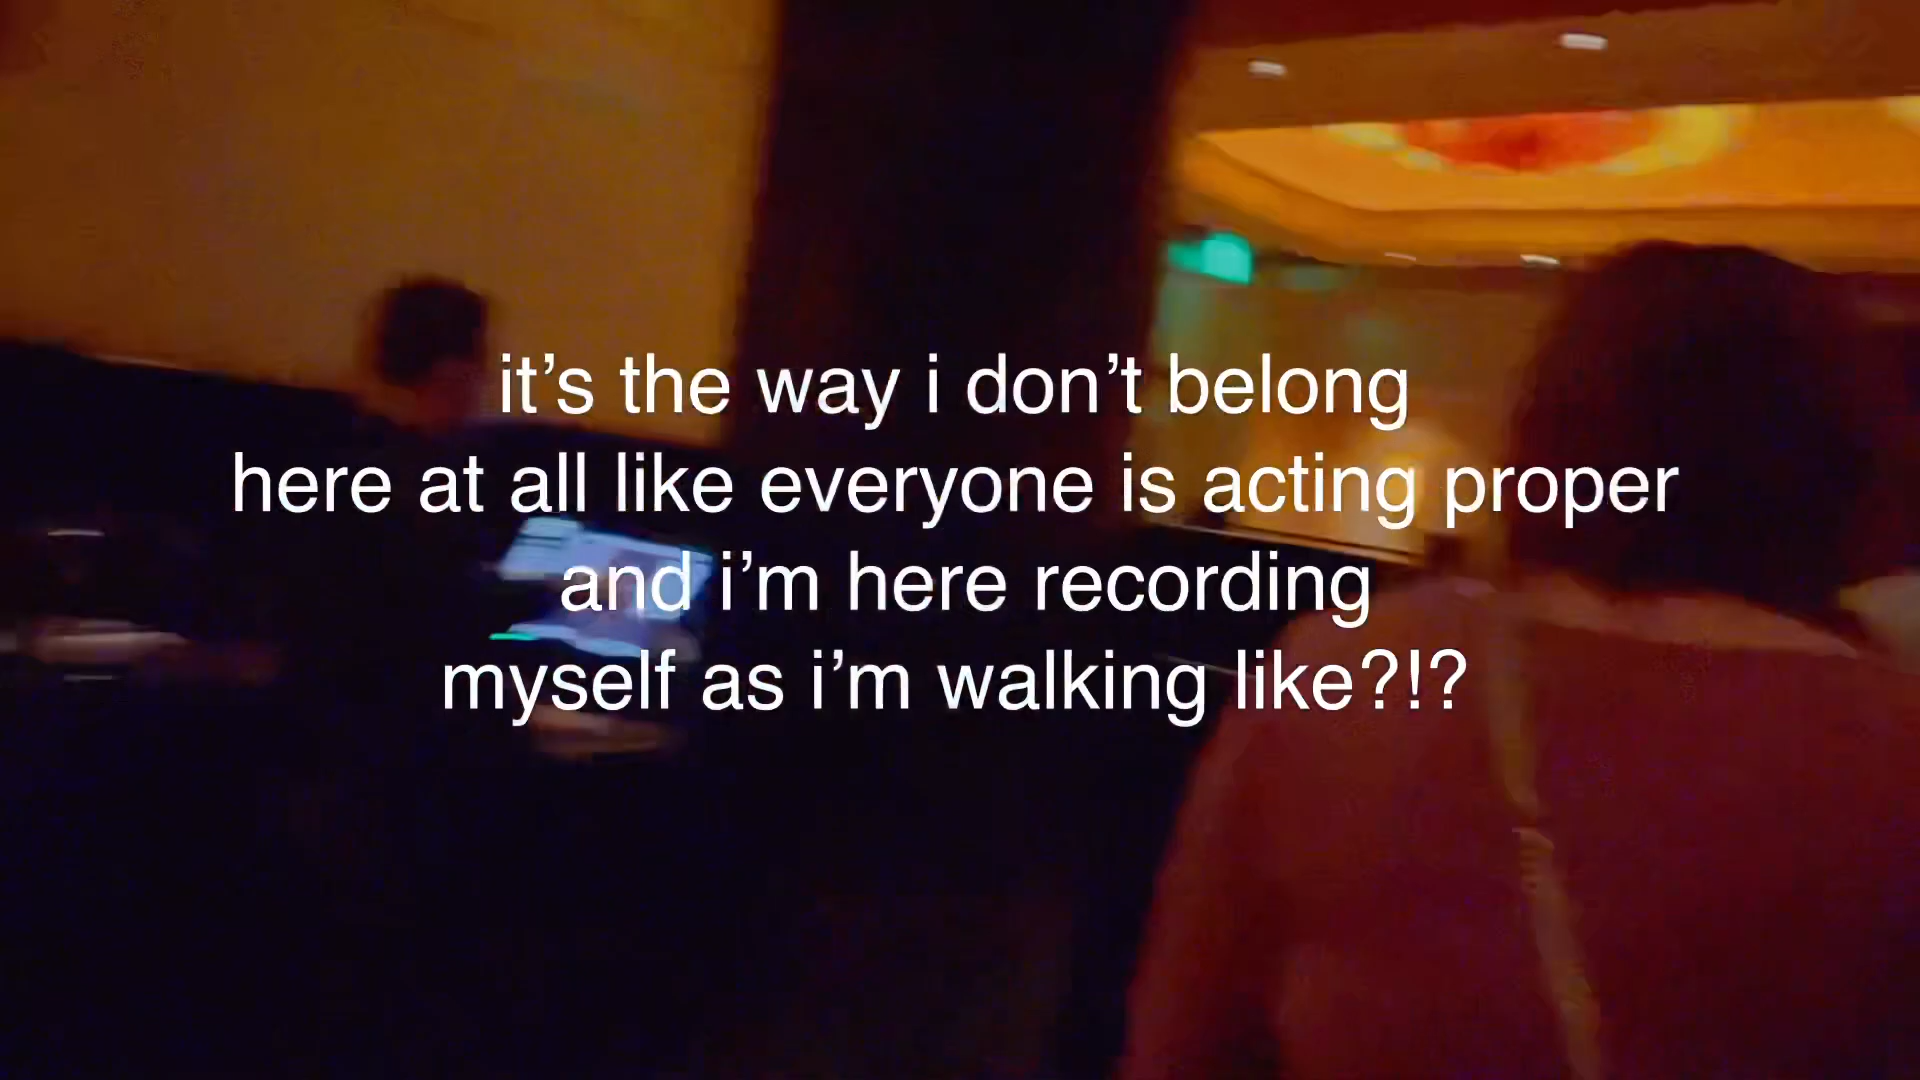 it’s the way i don’t belong
here at all like everyone is acting proper
and i’m here recording
myself as i’m walking like?!?